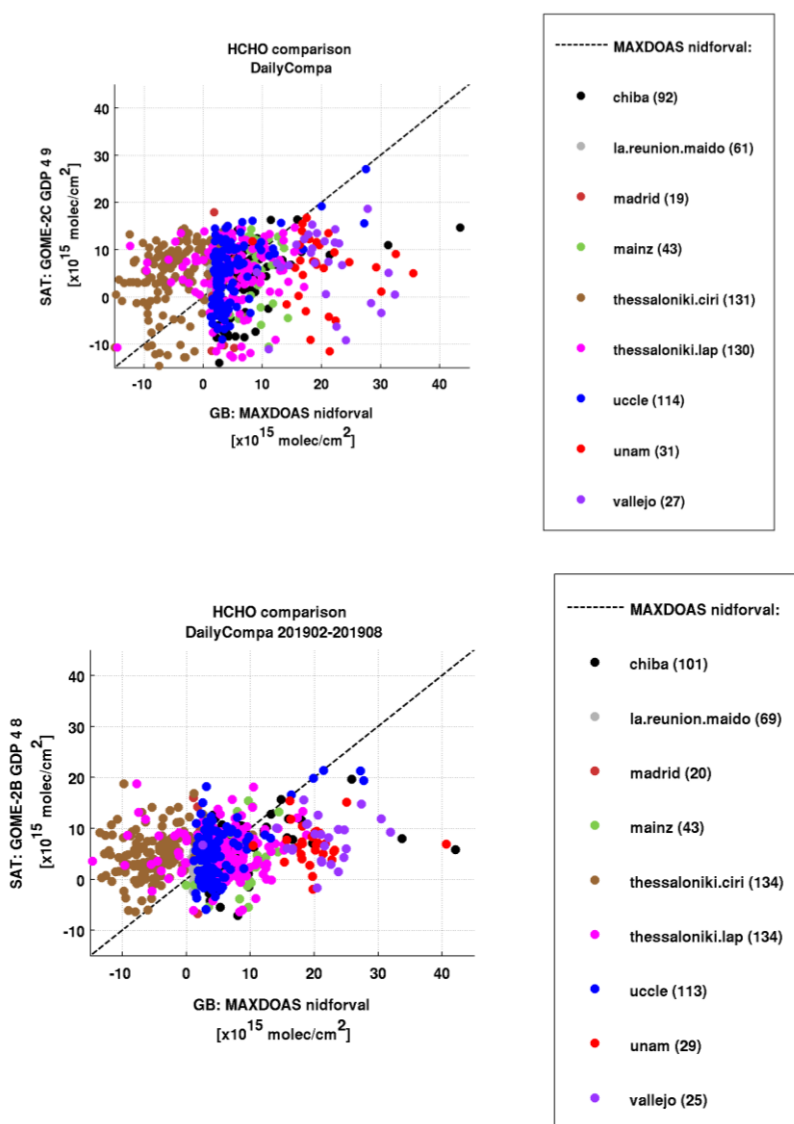 HCHO comparison
DailyCompa
SAT: GOME-2C GDP 4 9
[x10^15 molec/cm^2]
40
30
20
10
0
-10
-10
0
10
20
30
40
GB: MAXDOAS nidforval
[x10^15 molec/cm^2]
MAXDOAS nidforval:
chiba (92)
la.reunion.maido (61)
madrid (19)
mainz (43)
thessaloniki.ciri (131)
thessaloniki.lap (130)
uccle (114)
unam (31)
vallejo (27)
HCHO comparison
DailyCompa 201902-201908
SAT: GOME-2B GDP 4 8
[x10^15 molec/cm^2]
40
30
20
10
0
-10
-10
0
10
20
30
40
GB: MAXDOAS nidforval
[x10^15 molec/cm^2]
MAXDOAS nidforval:
chiba (101)
la.reunion.maido (69)
madrid (20)
mainz (43)
thessaloniki.ciri (134)
thessaloniki.lap (134)
uccle (113)
unam (29)
vallejo (25)